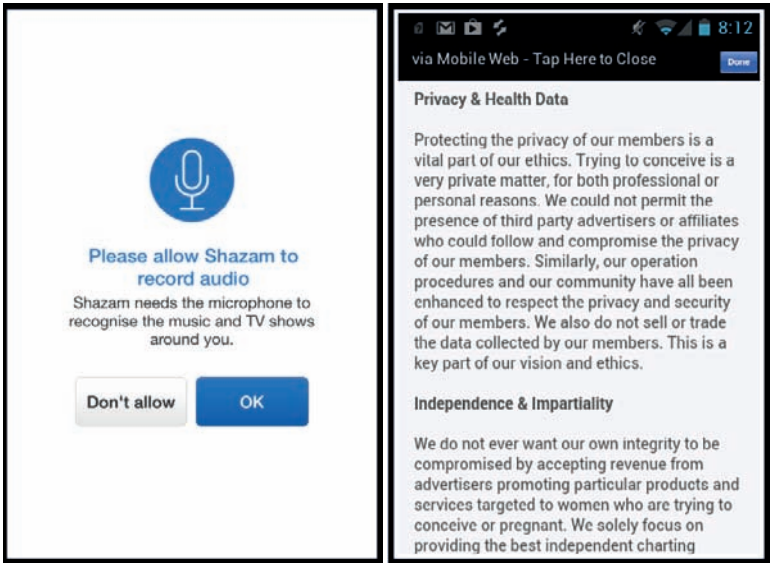 Please allow Shazam to
record audio
Shazam needs the microphone to
recognise the music and TV shows
around you.
Don't allow
OK
8:12
via Mobile Web - Tap Here to Close
Done
Privacy & Health Data
Protecting the privacy of our members is a
vital part of our ethics. Trying to conceive is a
very private matter, for both professional or
personal reasons. We could not permit the
presence of third party advertisers or affiliates
who could follow and compromise the privacy
of our members. Similarly, our operation
procedures and our community have all been
enhanced to respect the privacy and security
of our members. We also do not sell or trade
the data collected by our members. This is a
key part of our vision and ethics.
Independence & Impartiality
We do not ever want our own integrity to be
compromised by accepting revenue from
advertisers promoting particular products and
services targeted to women who are trying to
conceive or pregnant. We solely focus on
providing the best independent charting